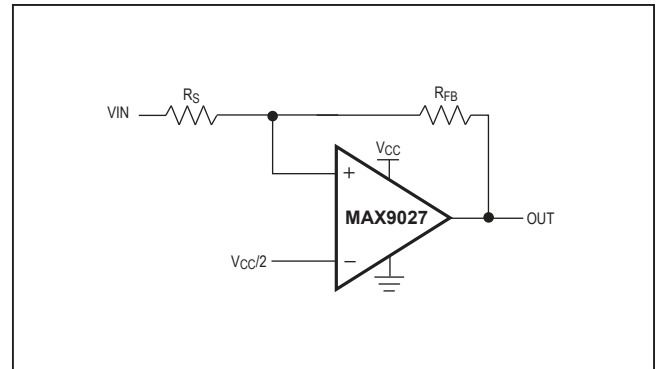 RS
RFB
VIN
VCC
+
MAX9027
OUT
VCC/2
−